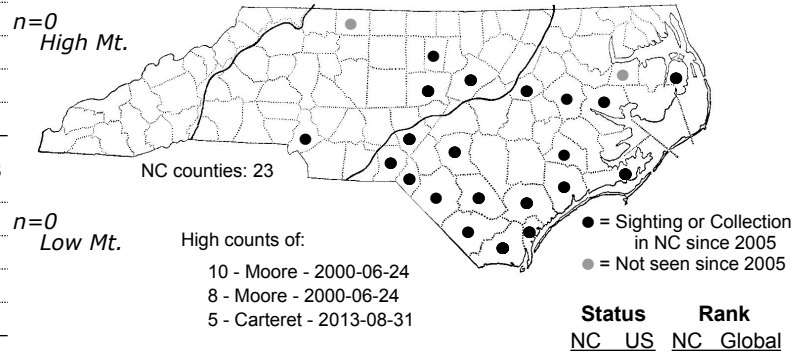 n=0
High Mt.
NC counties: 23
n=0
Low Mt.
High counts of:
10 - Moore - 2000-06-24
8 - Moore - 2000-06-24
5 - Carteret - 2013-08-31
= Sighting or Collection
in NC since 2005
= Not seen since 2005
Status Rank
NC US NC Global